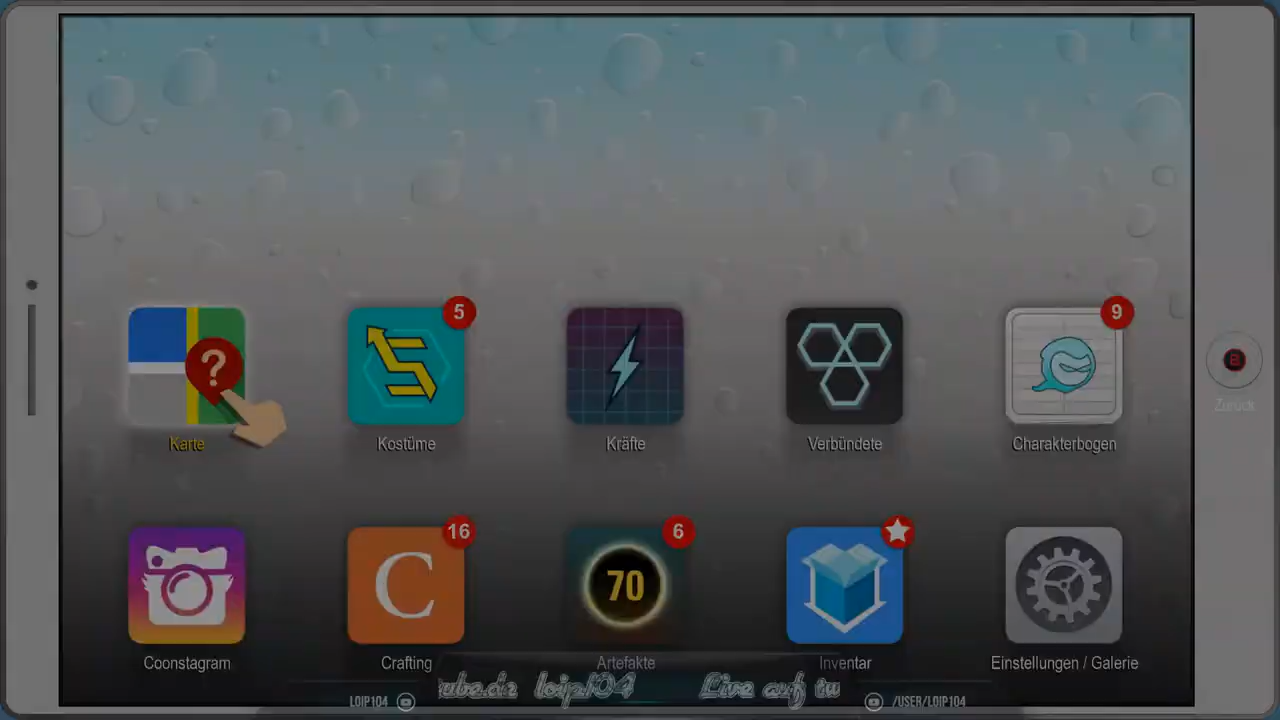 5
9
?
B
Zurück
Karte
Kostüme
Kräfte
Verbündete
Charakterbogen
16
6
C
70
Coonstagram
Crafting
Artefakte
Inventar
Einstellungen / Galerie
loip104 Live auf tw
LOIP104
/USER/LOIP104